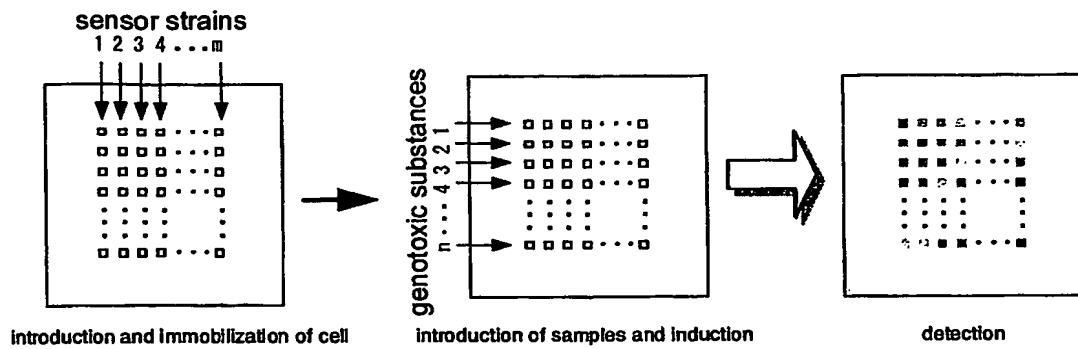 sensor strains
1 2 3 4 ...m
genotoxic substances
1
2
3
4
n
introduction and immobilization of cell
introduction of samples and induction
detection